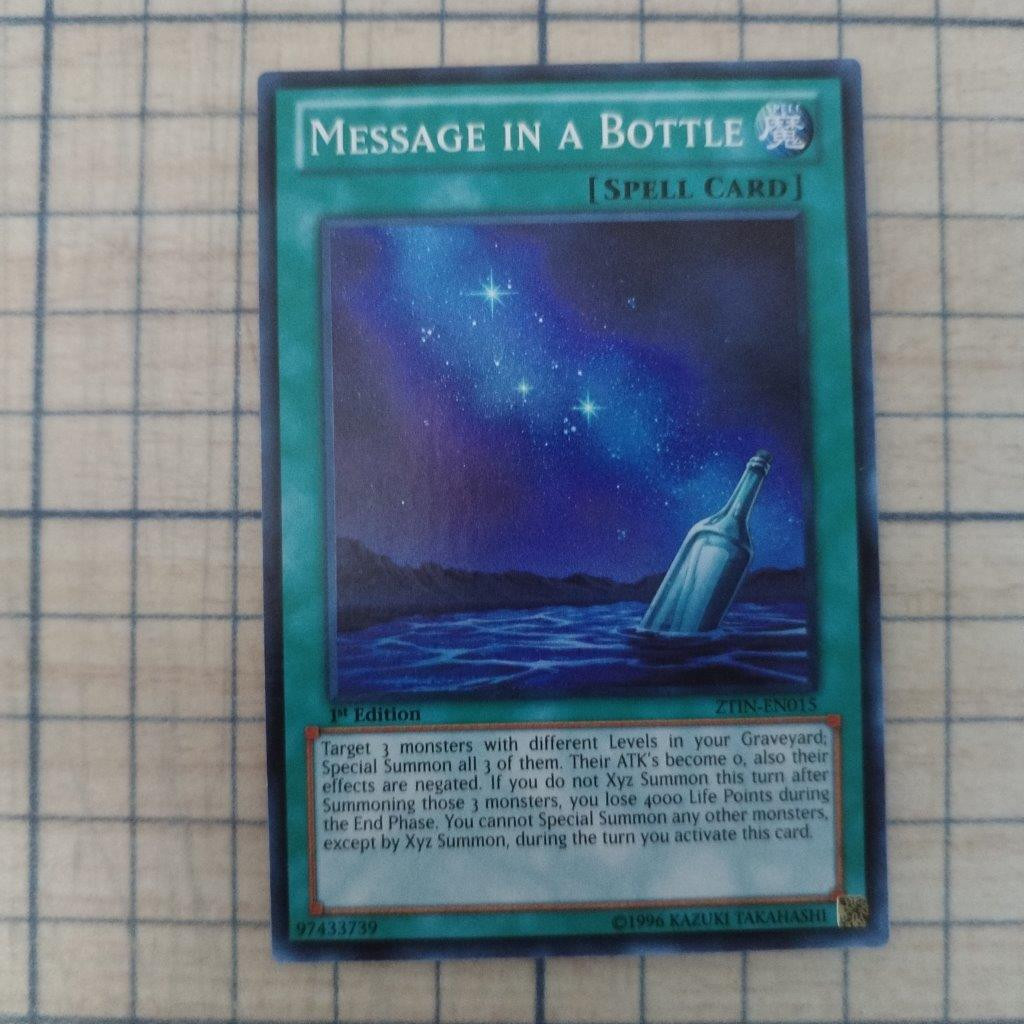 MESSAGE IN A BOTTLE
SPELL
魔
[SPELL CARD]
1st Edition
ZTIN-EN015
Target 3 monsters with different Levels in your Graveyard;
Special Summon all 3 of them. Their ATK's become 0, also their
effects are negated. If you do not Xyz Summon this turn after
Summoning those 3 monsters, you lose 4000 Life Points during
the End Phase. You cannot Special Summon any other monsters,
except by Xyz Summon, during the turn you activate this card.
97433739
©1996 KAZUKI TAKAHASHI